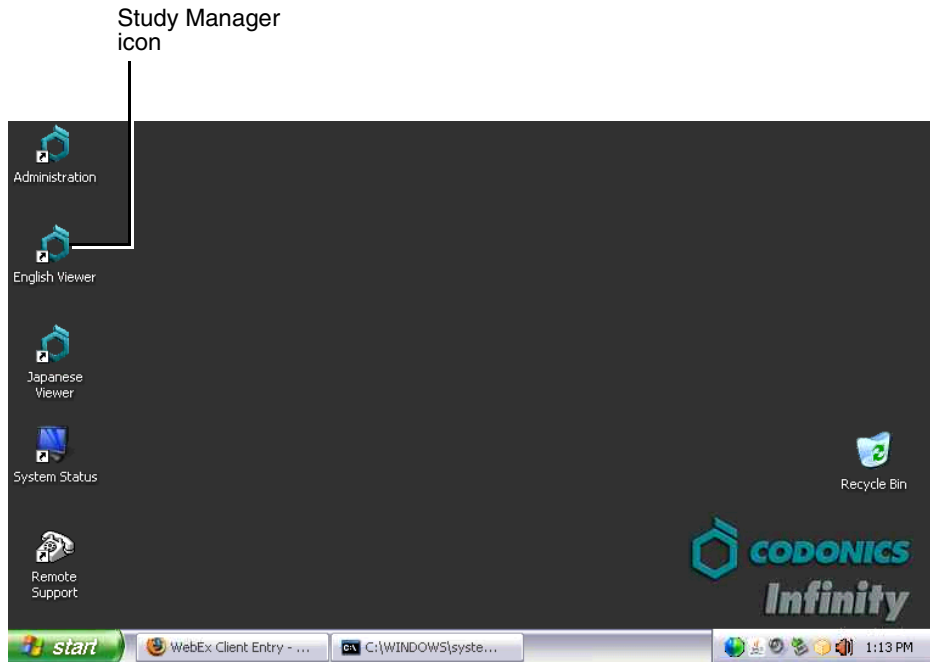 Study Manager
icon
Administration
English Viewer
Japanese
Viewer
System Status
Recycle Bin
Remote
Support
CODONICS
Infinity
start
WebEx Client Entry - ...
C:\WINDOWS\syste...
1:13 PM